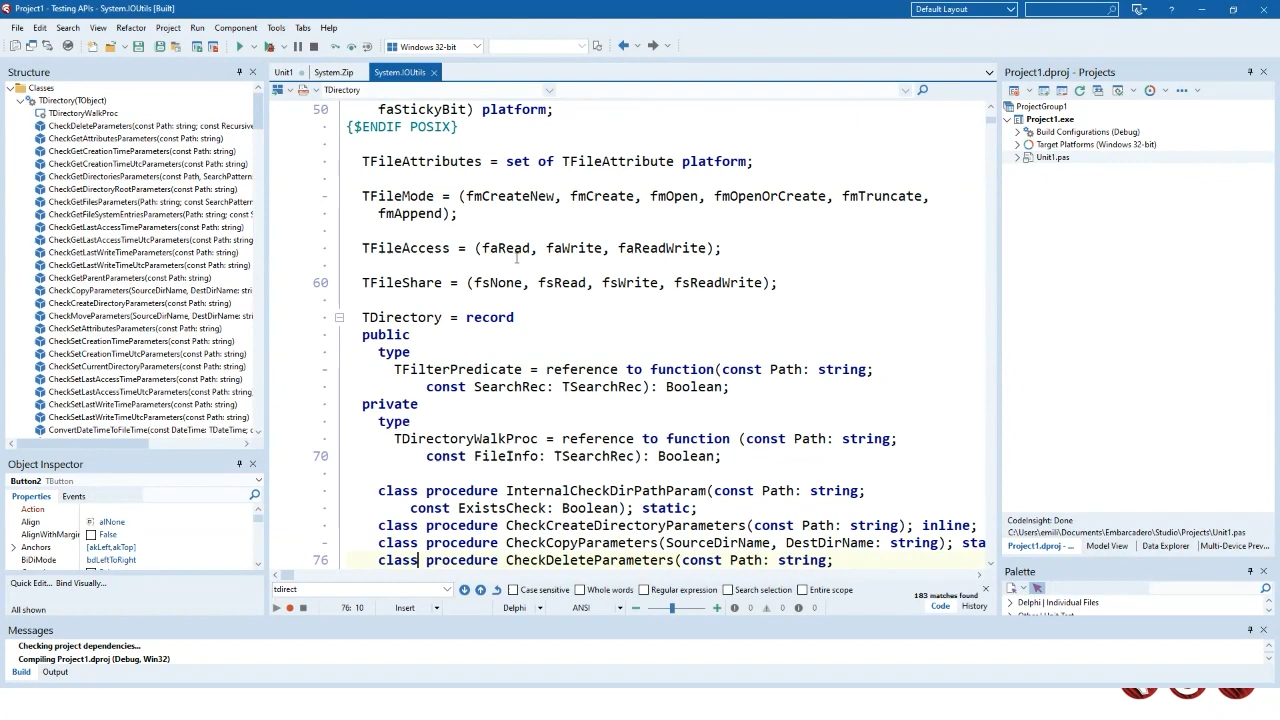 Project1 - Testing APIs - System.IOUtils [Built]
Default Layout
File Edit Search View Refactor Project Run Component Tools Tabs Help
Windows 32-bit
Structure
Classes
TDirectory(TObject)
TDirectoryWalkProc
CheckDeleteParameters(const Path: string; const Recursive
CheckGetAttributesParameters(const Path: string)
CheckGetCreationTimeParameters(const Path: string)
CheckGetCreationTimeUtcParameters(const Path: string)
CheckGetDirectoriesParameters(const Path, SearchPattern
CheckGetDirectoryRootParameters(const Path: string)
CheckGetFilesParameters(const Path: string; const SearchPattern
CheckGetFileSystemEntriesParameters(Path: string; const
CheckGetLastAccessTimeParameters(const Path: string)
CheckGetLastAccessTimeUtcParameters(const Path: string)
CheckGetLastWriteTimeParameters(const Path: string)
CheckGetLastWriteTimeUtcParameters(const Path: string)
CheckGetParentParameters(const Path: string)
CheckCopyParameters(SourceDirName, DestDirName: stri
CheckCreateDirectoryParameters(const Path: string)
CheckMoveParameters(SourceDirName, DestDirName: stri
CheckSetAttributesParameters(const Path: string)
CheckSetCreationTimeParameters(const Path: string)
CheckSetCreationTimeUtcParameters(const Path: string)
CheckSetCurrentDirectoryParameters(const Path: string)
CheckSetLastAccessTimeParameters(const Path: string)
CheckSetLastAccessTimeUtcParameters(const Path: string)
CheckSetLastWriteTimeParameters(const Path: string)
CheckSetLastWriteTimeUtcParameters(const Path: string)
ConvertDateTimeToFileTime(const DateTime: TDateTime; c
Object Inspector
Button2 TButton
Properties Events
Action
Align alNone
AlignWithMargin False
Anchors [akLeft,akTop]
BiDiMode bdLeftToRight
Quick Edit... Bind Visually...
All shown
Unit1 System.Zip System.IOUtils
TDirectory
50 faStickyBit) platform;
{$ENDIF POSIX}
TFileAttributes = set of TFileAttribute platform;
TFileMode = (fmCreateNew, fmCreate, fmOpen, fmOpenOrCreate, fmTruncate,
fmAppend);
TFileAccess = (faRead, faWrite, faReadWrite);
60 TFileShare = (fsNone, fsRead, fsWrite, fsReadWrite);
TDirectory = record
public
type
TFilterPredicate = reference to function(const Path: string;
const SearchRec: TSearchRec): Boolean;
private
type
TDirectoryWalkProc = reference to function (const Path: string;
70 const FileInfo: TSearchRec): Boolean;
class procedure InternalCheckDirPathParam(const Path: string;
const ExistsCheck: Boolean); static;
class procedure CheckCreateDirectoryParameters(const Path: string); inline;
class procedure CheckCopyParameters(SourceDirName, DestDirName: string); sta
76 class procedure CheckDeleteParameters(const Path: string;
tdirect Case sensitive Whole words Regular expression Search selection Entire scope 183 matches found
76: 10 Insert Delphi ANSI 0 0 0 Code History
Project1.dproj - Projects
ProjectGroup1
Project1.exe
Build Configurations (Debug)
Target Platforms (Windows 32-bit)
Unit1.pas
CodeInsight: Done
C:\Users\emili\Documents\Embarcadero\Studio\Projects\Unit1.pas
Project1.dproj - ... Model View Data Explorer Multi-Device Prev...
Palette
Delphi | Individual Files
Messages
Checking project dependencies...
Compiling Project1.dproj (Debug, Win32)
Build Output